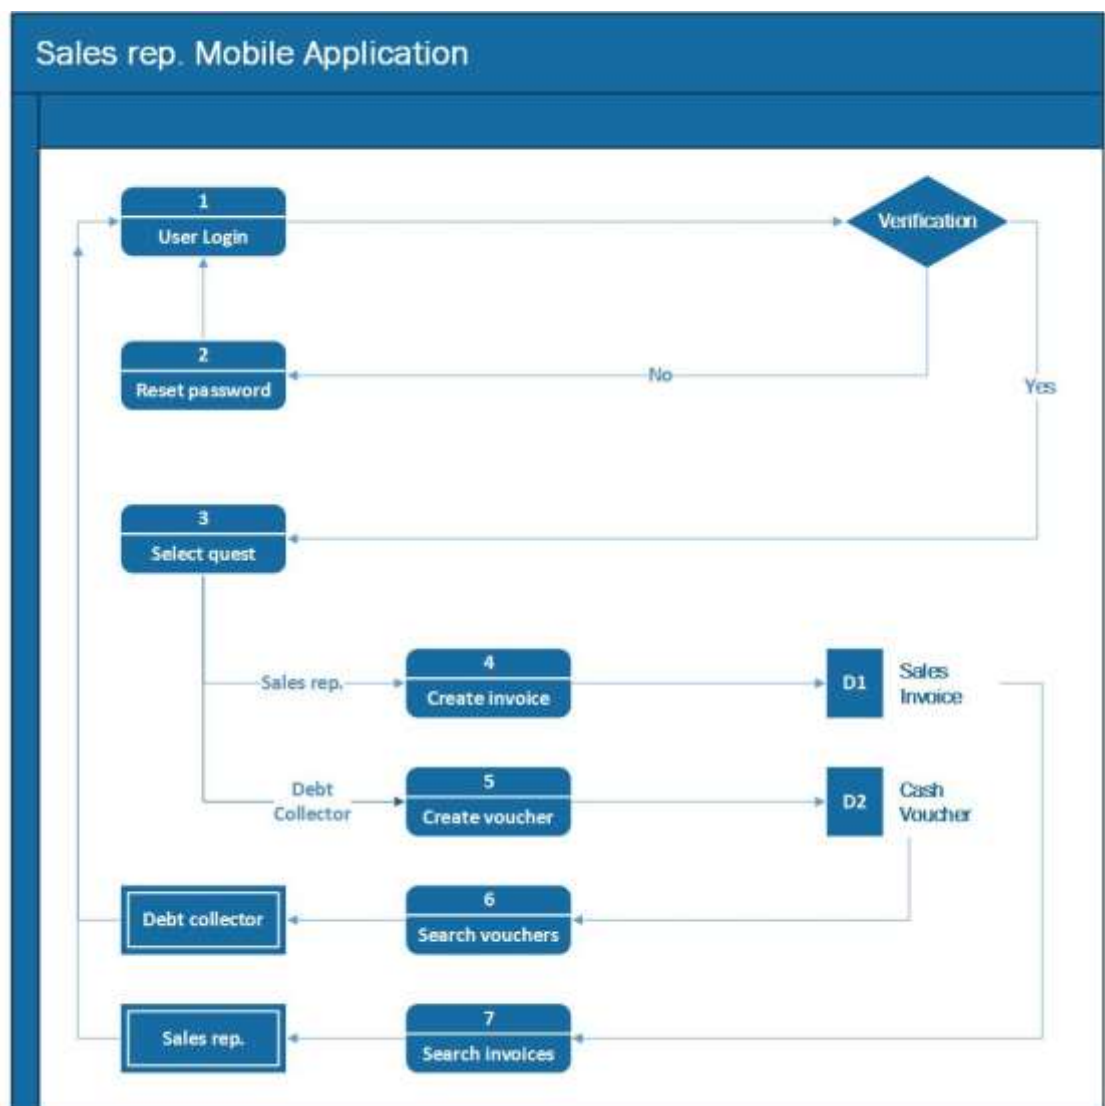 Sales rep. Mobile Application
1
User Login
Verification
2
Reset password
No
Yes
3
Select quest
Sales rep.
4
Create invoice
D1
Sales
Invoice
Debt
Collector
5
Create voucher
D2
Cash
Voucher
Debt collector
6
Search vouchers
Sales rep.
7
Search invoices